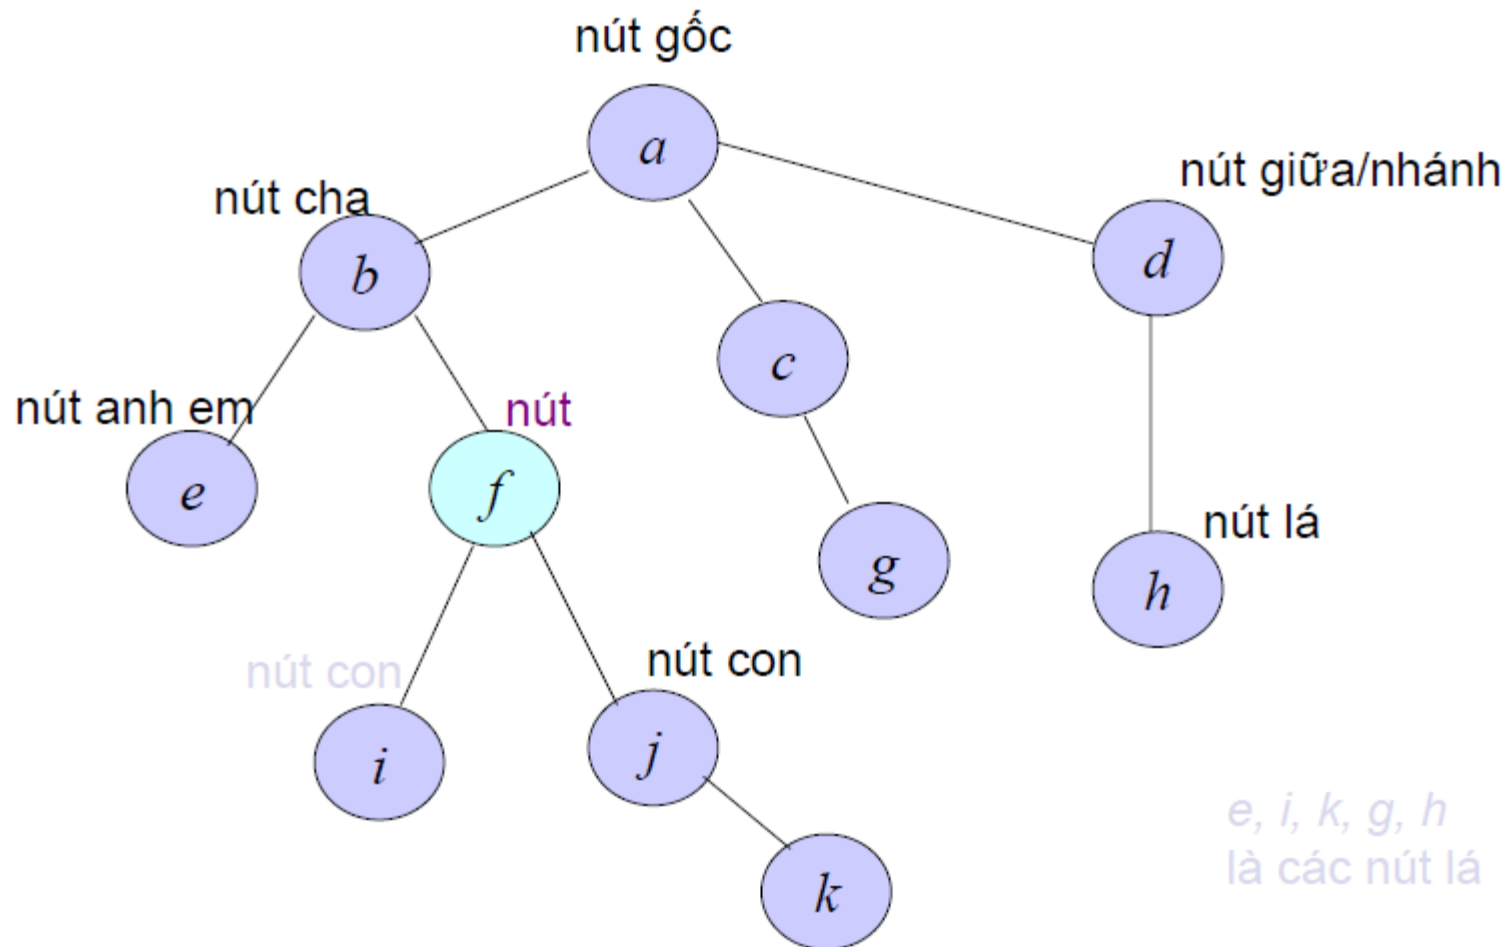 nút gốc
a
nút giữa/nhánh
nút cha
b
d
c
nút anh em
nút
e
f
g
nút lá
h
nút con
nút con
i
j
e, i, k, g, h
là các nút lá
k